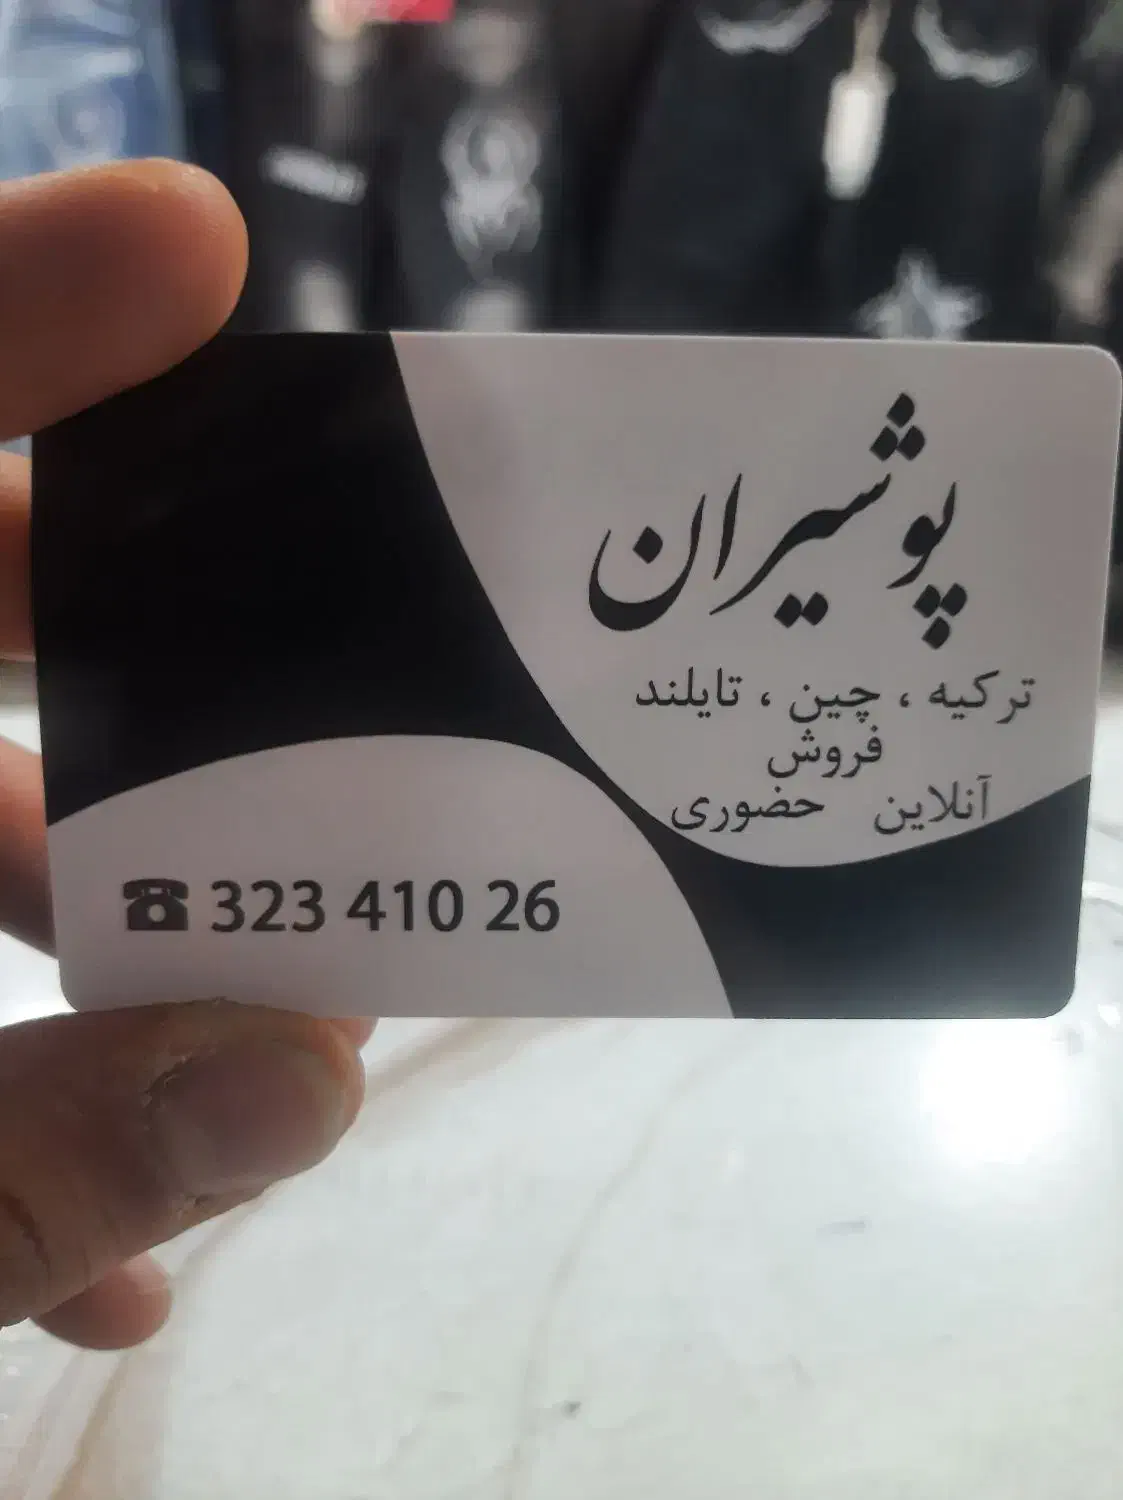 پوشیران
ترکیه ، چین ، تایلند
فروش
آنلاین حضوری
☎ 323 410 26